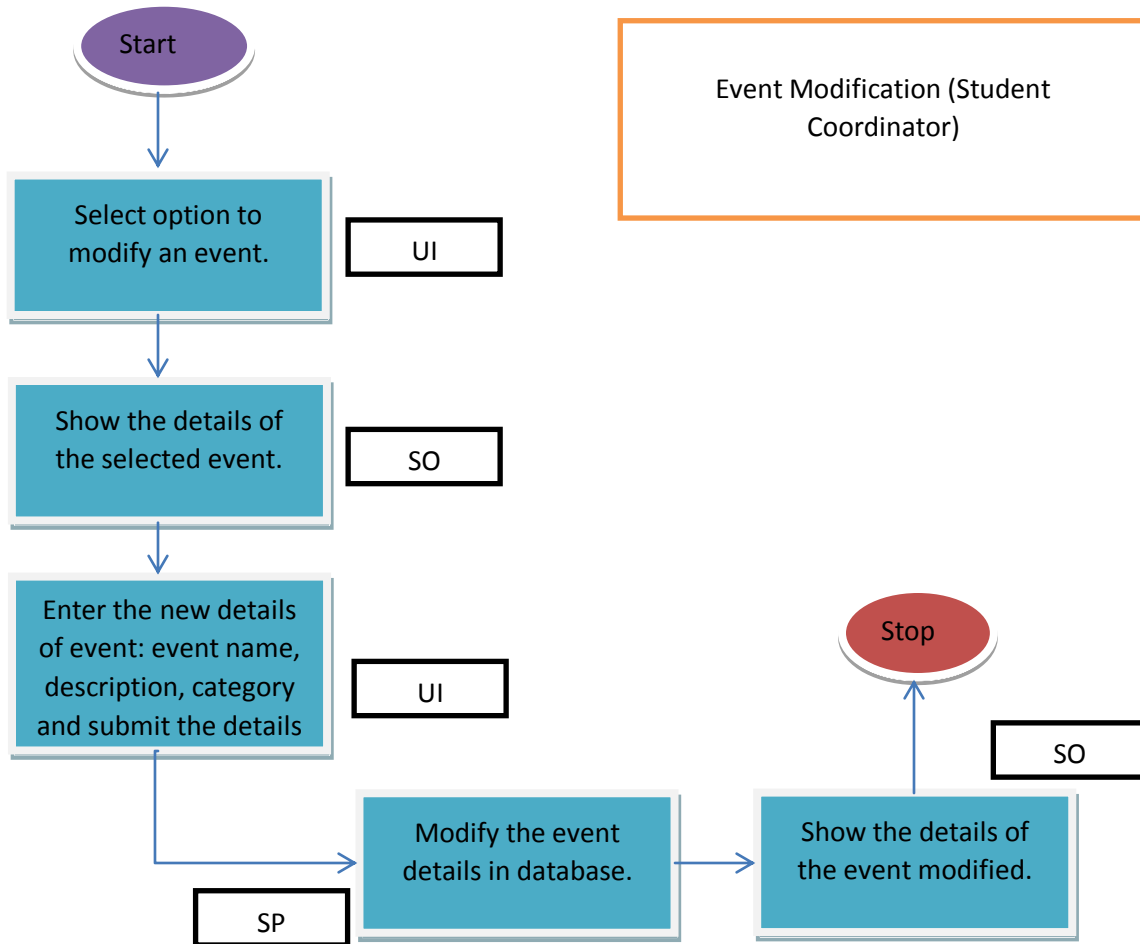 Start
Event Modification (Student
Coordinator)
Select option to
modify an event.
UI
Show the details of
the selected event.
SO
Enter the new details
of event: event name,
description, category
and submit the details
UI
Stop
SO
Modify the event
details in database.
Show the details of
the event modified.
SP